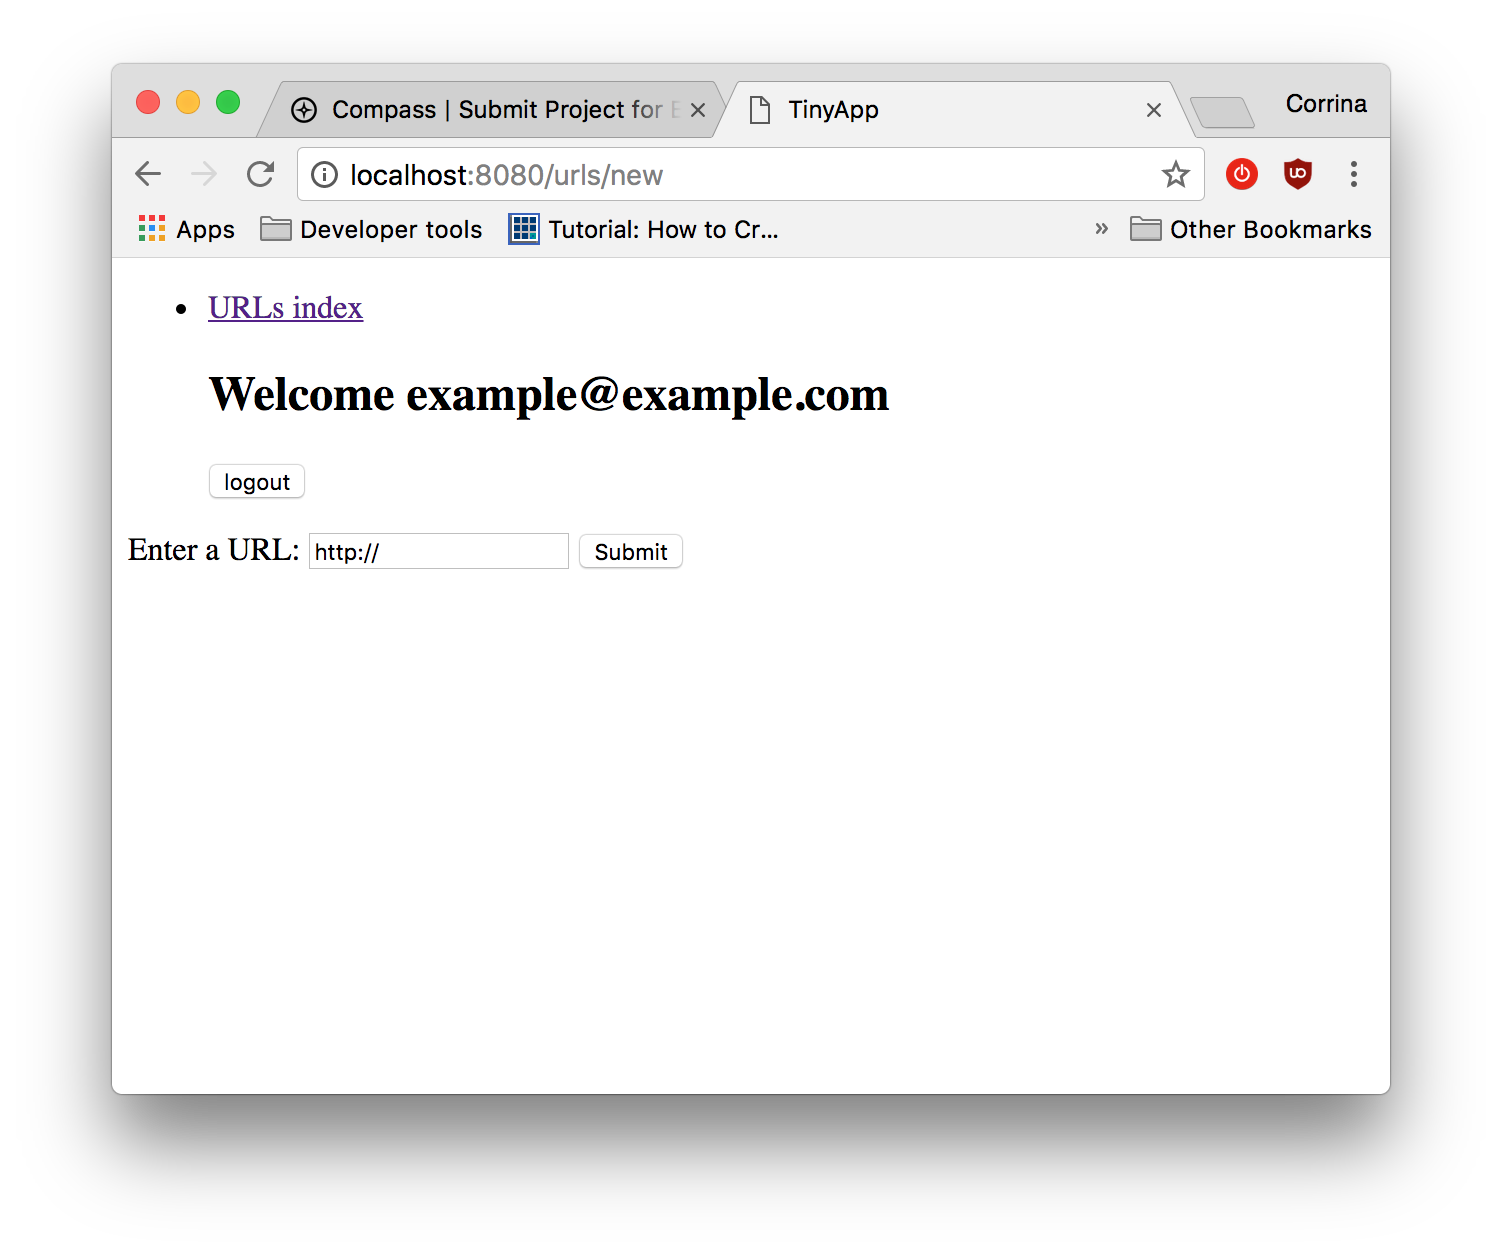 Compass | Submit Project for
TinyApp
Corrina
localhost:8080/urls/new
Apps
Developer tools
Tutorial: How to Cr...
»
Other Bookmarks
URLs index
Welcome example@example.com
logout
Enter a URL: http:// Submit